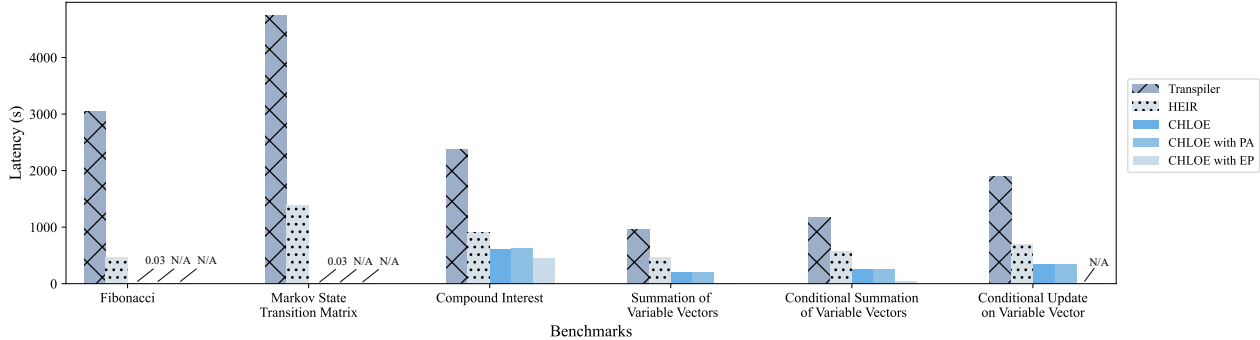 4000
3000
2000
1000
0
Latency (s)
0.03 N/A N/A
0.03 N/A N/A
N/A
Fibonacci
Markov State
Transition Matrix
Compound Interest
Summation of
Variable Vectors
Conditional Summation
of Variable Vectors
Conditional Update
on Variable Vector
Benchmarks
Transpiler
HEIR
CHLOE
CHLOE with PA
CHLOE with EP